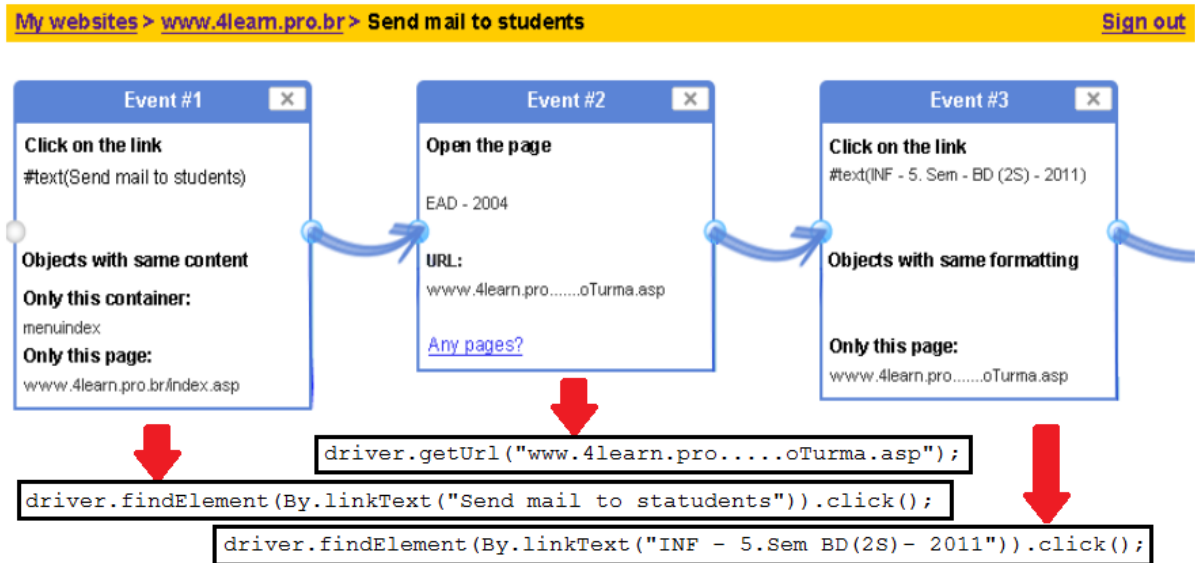 My websites > www.4learn.pro.br > Send mail to students
Sign out
Event #1
Click on the link
#text(Send mail to students)
Objects with same content
Only this container:
menuindex
Only this page:
www.4learn.pro.br/index.asp
Event #2
Open the page
EAD - 2004
URL:
www.4learn.pro.......oTurma.asp
Any pages?
Event #3
Click on the link
#text(INF - 5. Sem - BD (2S) - 2011)
Objects with same formatting
Only this page:
www.4learn.pro.......oTurma.asp
driver.getUrl("www.4learn.pro.....oTurma.asp");
driver.findElement(By.linkText("Send mail to statudents")).click();
driver.findElement(By.linkText("INF - 5.Sem BD(2S)- 2011")).click();